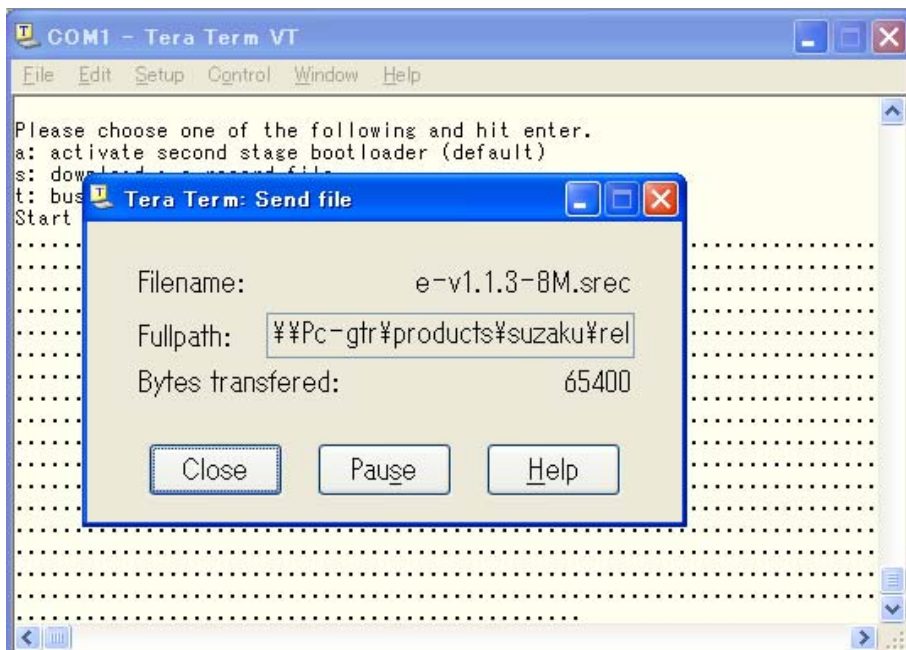 COM1 - Tera Term VT
File Edit Setup Control Window Help
Please choose one of the following and hit enter.
a: activate second stage bootloader (default)
s:
t: bus
Start
Tera Term: Send file
Filename: e-v1.1.3-8M.srec
Fullpath: ¥¥Pc-gtr¥products¥suzaku¥rel
Bytes transfered: 65400
Close Pause Help